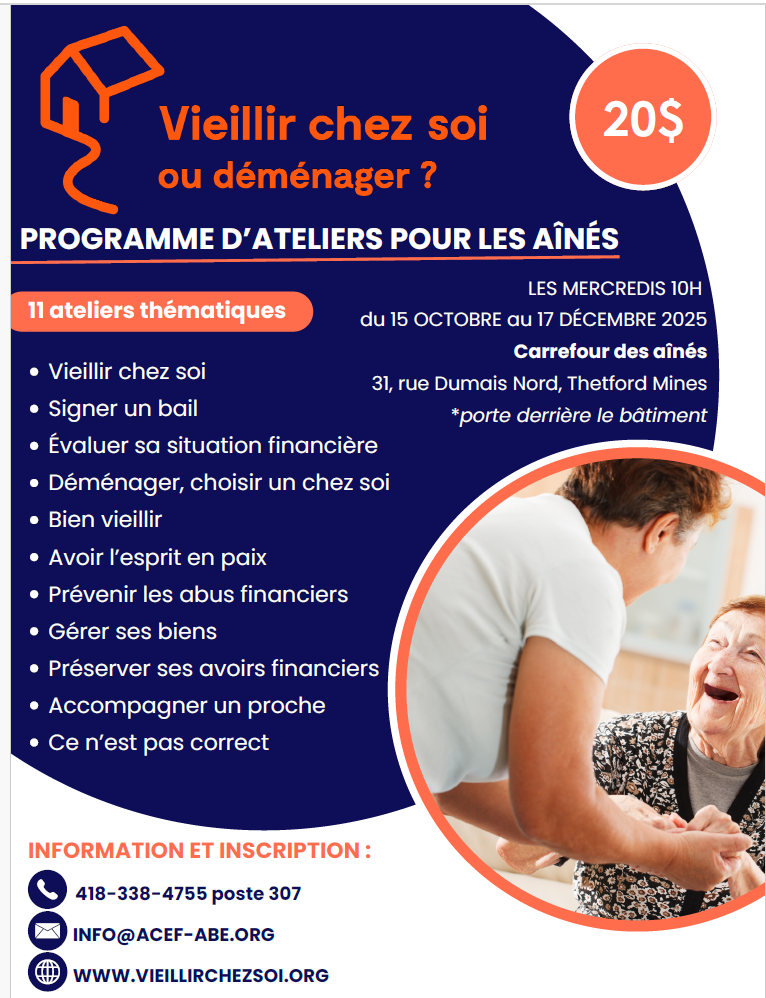 Vieillir chez soi
ou déménager ?
20$
PROGRAMME D'ATELIERS POUR LES AÎNÉS
LES MERCREDIS 10H
du 15 OCTOBRE au 17 DÉCEMBRE 2025
Carrefour des aînés
31, rue Dumais Nord, Thetford Mines
*porte derrière le bâtiment
11 ateliers thématiques
• Vieillir chez soi
• Signer un bail
• Évaluer sa situation financière
• Déménager, choisir un chez soi
• Bien vieillir
• Avoir l'esprit en paix
• Prévenir les abus financiers
• Gérer ses biens
• Préserver ses avoirs financiers
• Accompagner un proche
• Ce n'est pas correct
INFORMATION ET INSCRIPTION :
418-338-4755 poste 307
INFO@ACEF-ABE.ORG
WWW.VIEILLIRCHEZSOI.ORG